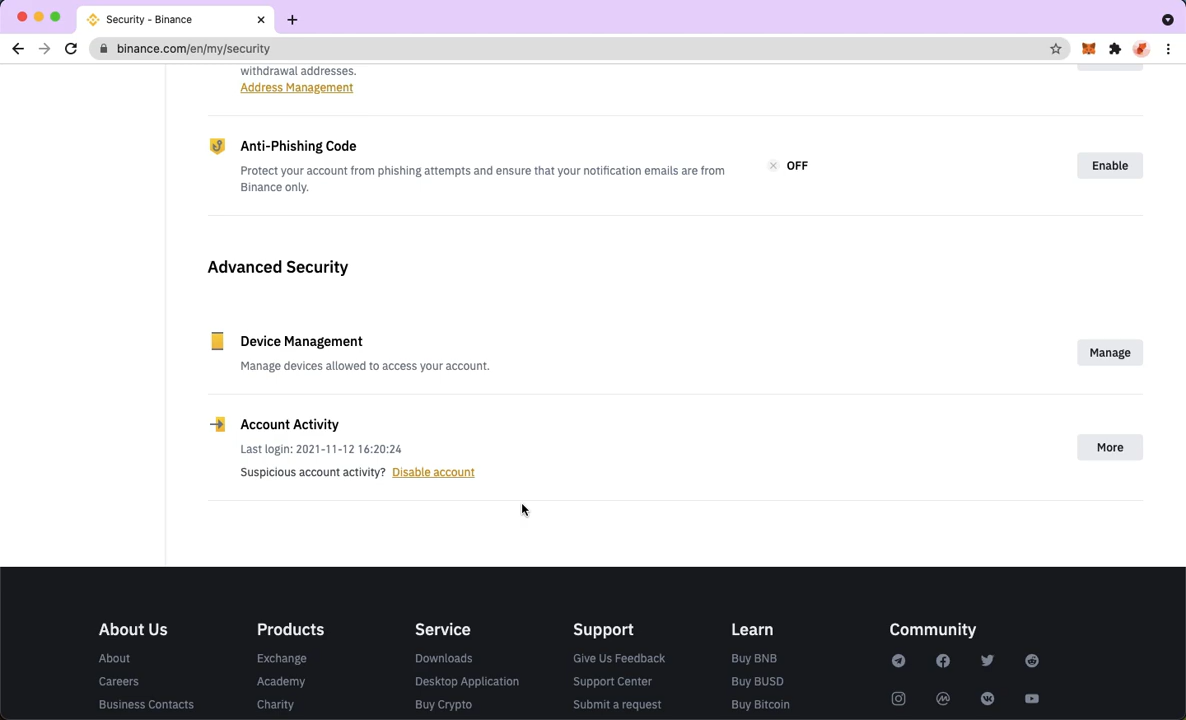 Security - Binance
binance.com/en/my/security
withdrawal addresses.
Address Management
Anti-Phishing Code
Protect your account from phishing attempts and ensure that your notification emails are from
Binance only.
OFF
Enable
Advanced Security
Device Management
Manage devices allowed to access your account.
Manage
Account Activity
Last login: 2021-11-12 16:20:24
Suspicious account activity? Disable account
More
About Us Products Service Support Learn Community
About Exchange Downloads Give Us Feedback Buy BNB
Careers Academy Desktop Application Support Center Buy BUSD
Business Contacts Charity Buy Crypto Submit a request Buy Bitcoin